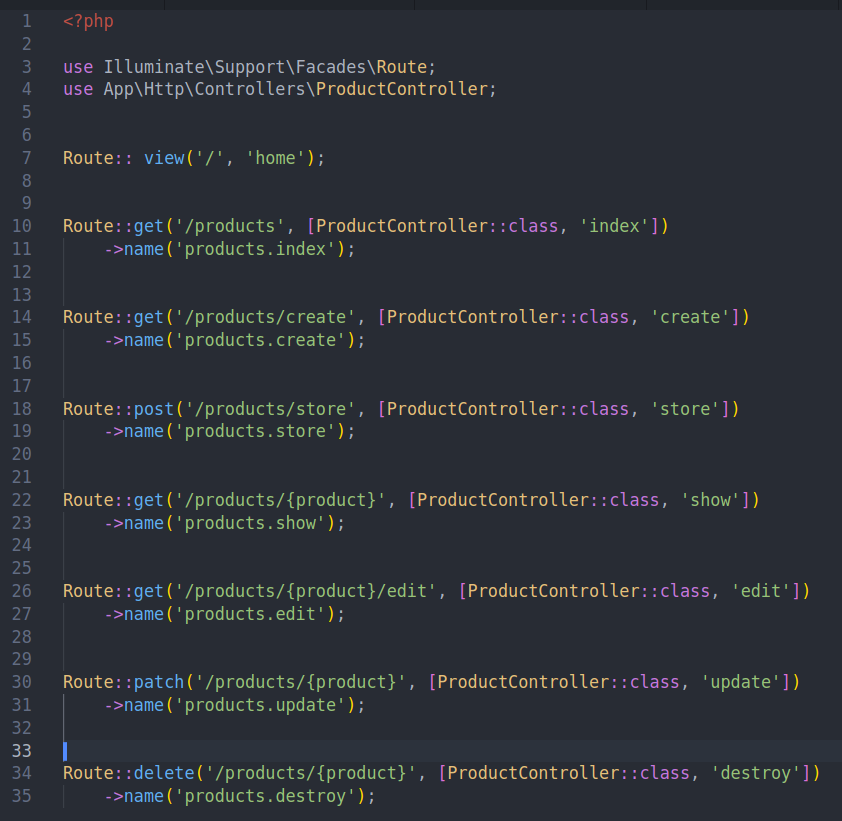 1 <?php
2
3 use Illuminate\Support\Facades\Route;
4 use App\Http\Controllers\ProductController;
5
6
7 Route:: view('/', 'home');
8
9
10 Route::get('/products', [ProductController::class, 'index'])
11     ->name('products.index');
12
13
14 Route::get('/products/create', [ProductController::class, 'create'])
15     ->name('products.create');
16
17
18 Route::post('/products/store', [ProductController::class, 'store'])
19     ->name('products.store');
20
21
22 Route::get('/products/{product}', [ProductController::class, 'show'])
23     ->name('products.show');
24
25
26 Route::get('/products/{product}/edit', [ProductController::class, 'edit'])
27     ->name('products.edit');
28
29
30 Route::patch('/products/{product}', [ProductController::class, 'update'])
31     ->name('products.update');
32
33
34 Route::delete('/products/{product}', [ProductController::class, 'destroy'])
35     ->name('products.destroy');